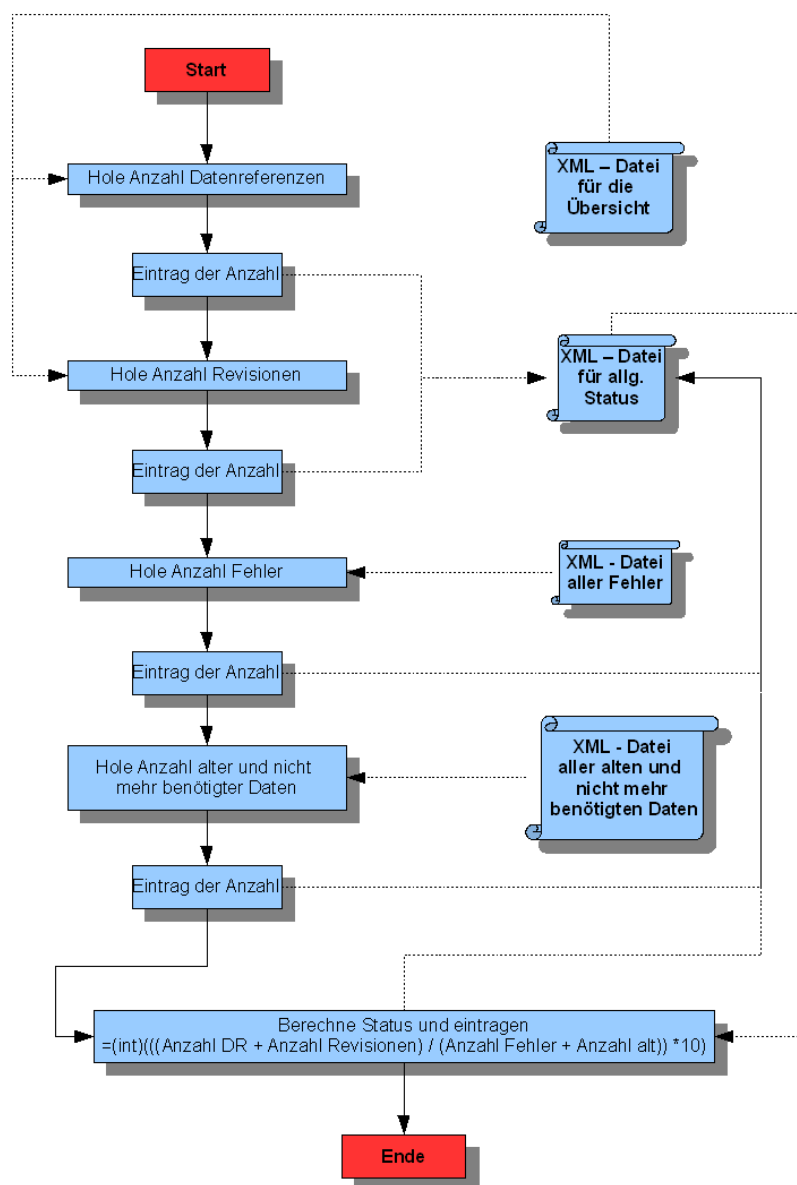 Start
Hole Anzahl Datenreferenzen
XML – Datei
für die
Übersicht
Eintrag der Anzahl
Hole Anzahl Revisionen
XML – Datei
für allg.
Status
Eintrag der Anzahl
Hole Anzahl Fehler
XML - Datei
aller Fehler
Eintrag der Anzahl
Hole Anzahl alter und nicht
mehr benötigter Daten
XML - Datei
aller alten und
nicht mehr
benötigten Daten
Eintrag der Anzahl
Berechne Status und eintragen
=(int)(((Anzahl DR + Anzahl Revisionen) / (Anzahl Fehler + Anzahl alt)) *10)
Ende